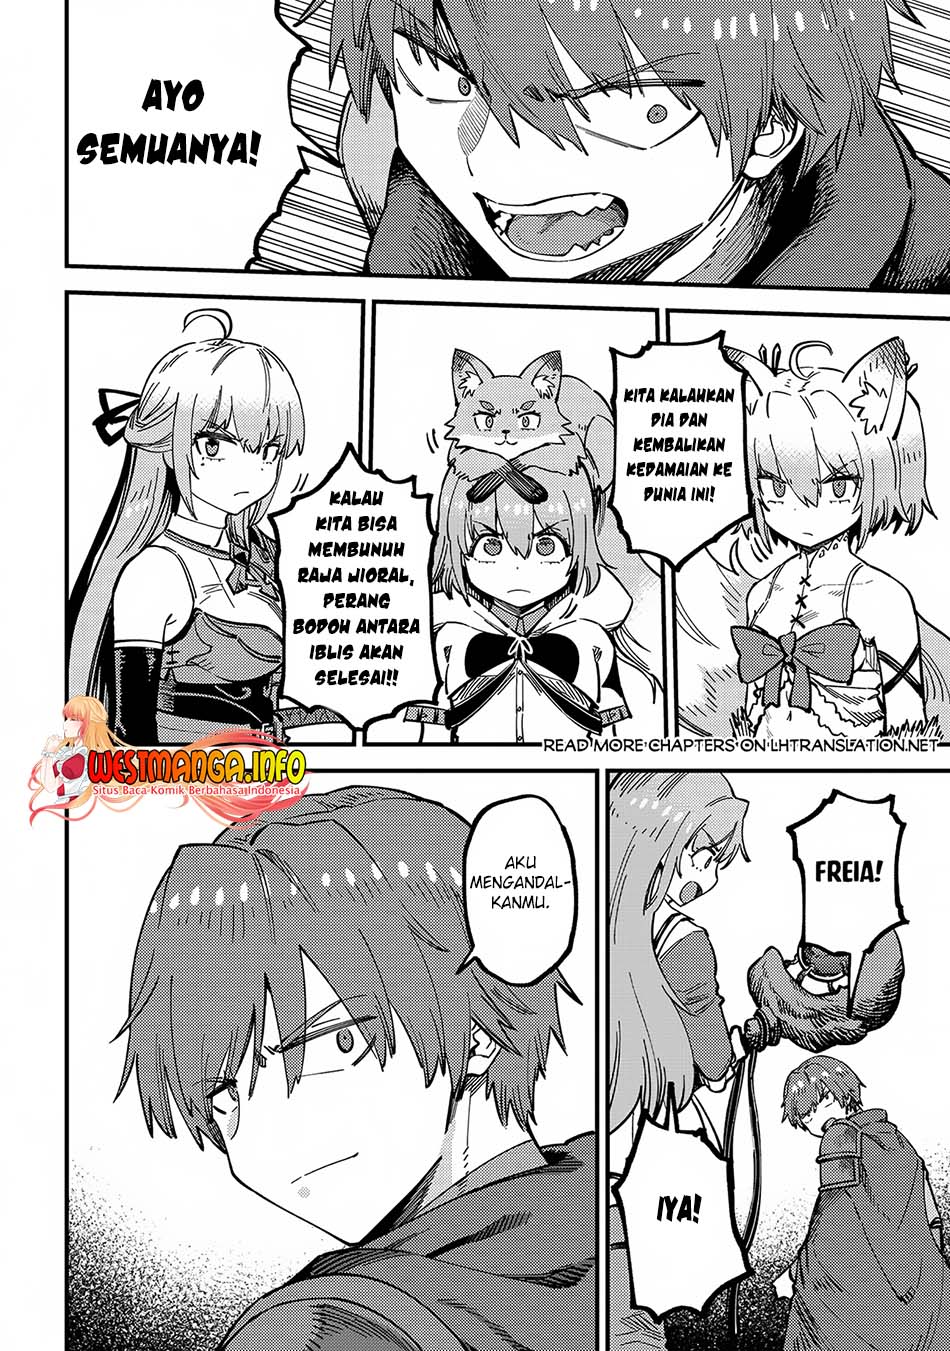 AYO
SEMUANYA!
KITA KALAHKAN
DIA DAN
KEMBALIKAN
KEDAMAIAN KE
DUNIA INI!
KALAU
KITA BISA
MEMBUNUH
RAJA JIORAL,
PERANG
BODOH ANTARA
IBLIS AKAN
SELESAI!!
READ MORE CHAPTERS ON LHTRANSLATION.NET
WESTMANGA.INFO
Situs Baca Komik Berbahasa Indonesia
FREIA!
AKU
MENGANDAL-
KANMU.
IYA!